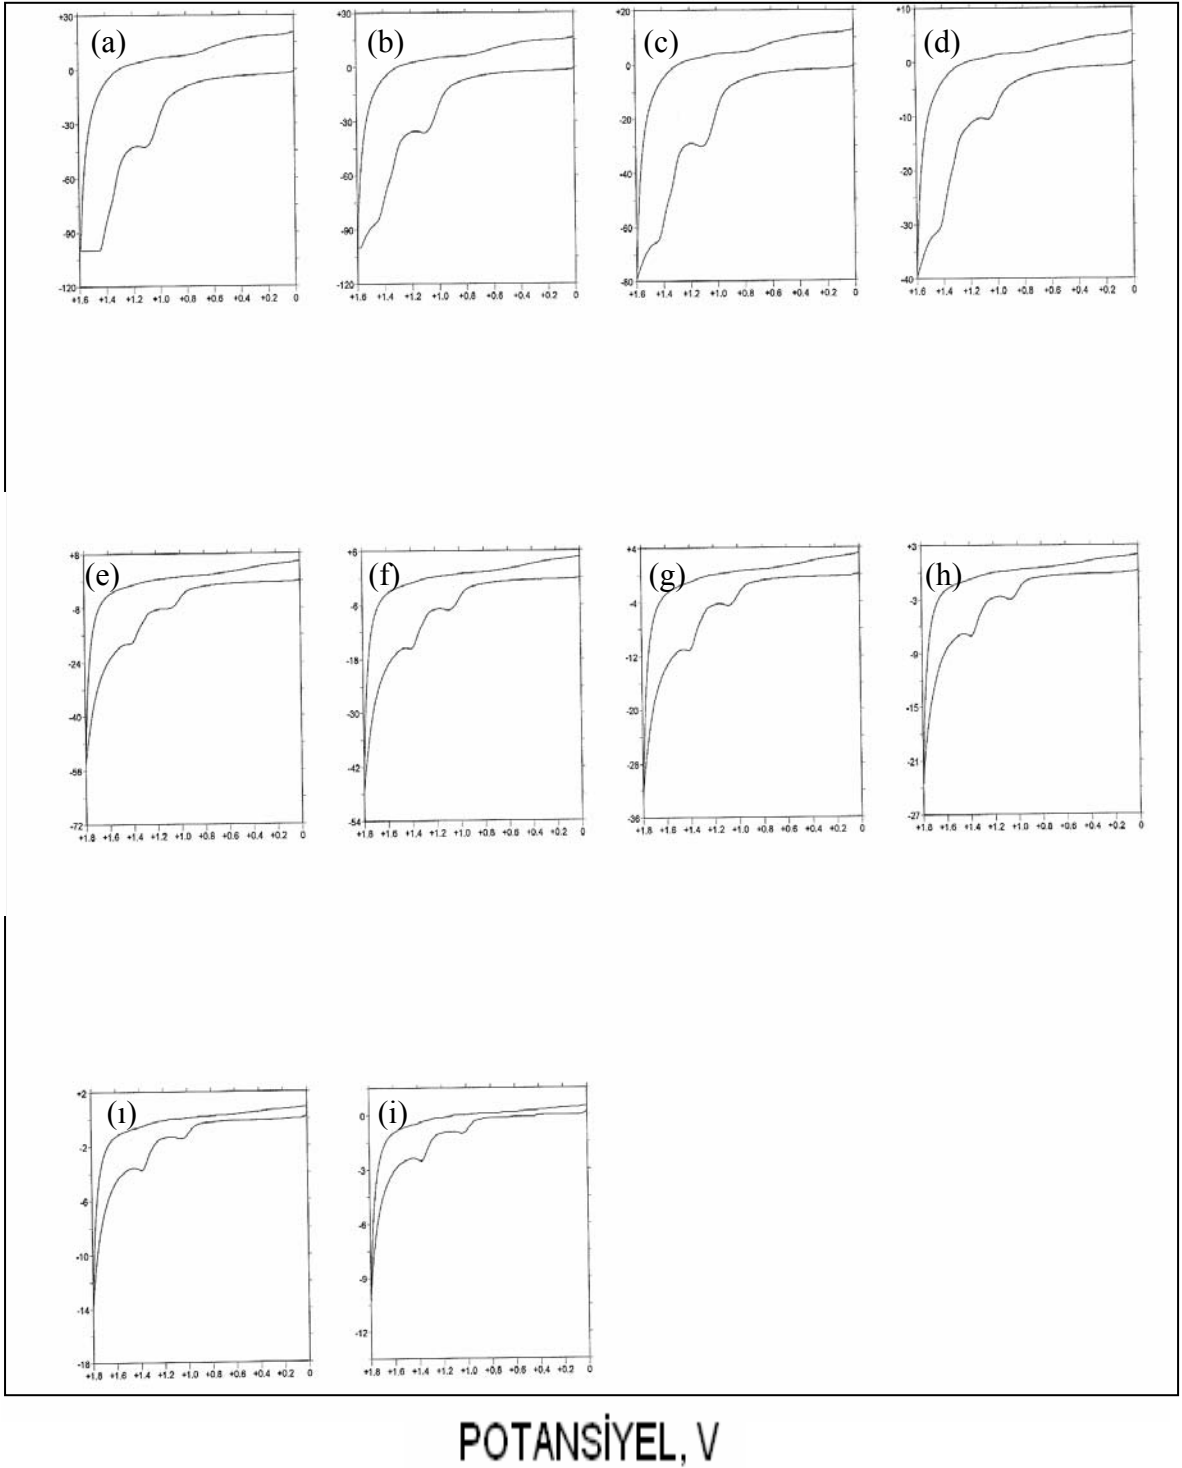 (a)
+30
0
-30
-60
-90
-120
+1.6 +1.4 +1.2 +1.0 +0.8 +0.6 +0.4 +0.2 0
(b)
+30
0
-30
-60
-90
-120
+1.6 +1.4 +1.2 +1.0 +0.8 +0.6 +0.4 +0.2 0
(c)
+20
0
-20
-40
-60
-80
+1.6 +1.4 +1.2 +1.0 +0.8 +0.6 +0.4 +0.2 0
(d)
+10
0
-10
-20
-30
-40
+1.6 +1.4 +1.2 +1.0 +0.8 +0.6 +0.4 +0.2 0
(e)
+8
-8
-24
-40
-56
-72
+1.8 +1.6 +1.4 +1.2 +1.0 +0.8 +0.6 +0.4 +0.2 0
(f)
+6
-6
-18
-30
-42
-54
+1.8 +1.6 +1.4 +1.2 +1.0 +0.8 +0.6 +0.4 +0.2 0
(g)
+4
-4
-12
-20
-28
-36
+1.8 +1.6 +1.4 +1.2 +1.0 +0.8 +0.6 +0.4 +0.2 0
(h)
+3
-3
-9
-15
-21
-27
+1.8 +1.6 +1.4 +1.2 +1.0 +0.8 +0.6 +0.4 +0.2 0
(ı)
+2
-2
-6
-10
-14
-18
+1.8 +1.6 +1.4 +1.2 +1.0 +0.8 +0.6 +0.4 +0.2 0
(i)
0
-3
-6
-9
-12
+1.8 +1.6 +1.4 +1.2 +1.0 +0.8 +0.6 +0.4 +0.2 0
POTANSİYEL, V